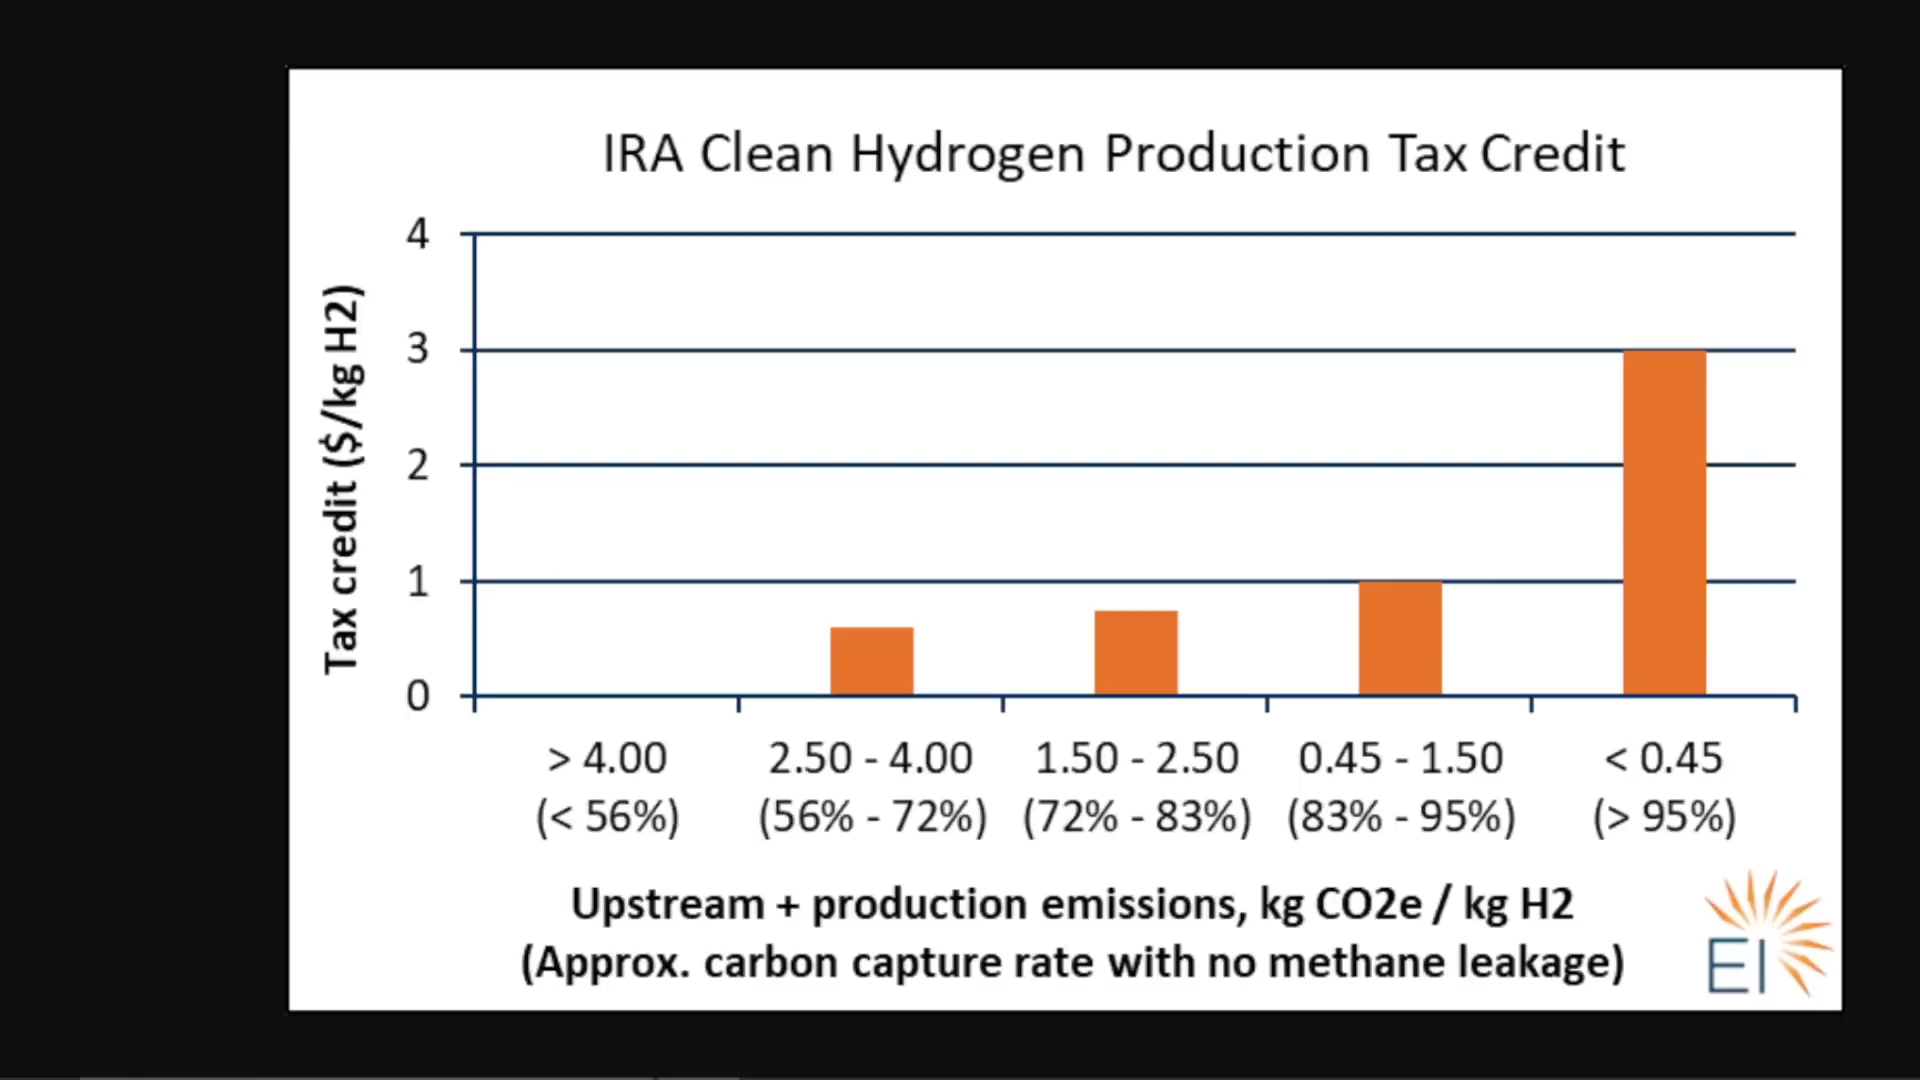 IRA Clean Hydrogen Production Tax Credit
Tax credit ($/kg H2)
4
3
2
1
0
> 4.00 2.50 - 4.00 1.50 - 2.50 0.45 - 1.50 < 0.45
(< 56%) (56% - 72%) (72% - 83%) (83% - 95%) (> 95%)
Upstream + production emissions, kg CO2e / kg H2
(Approx. carbon capture rate with no methane leakage)
EI